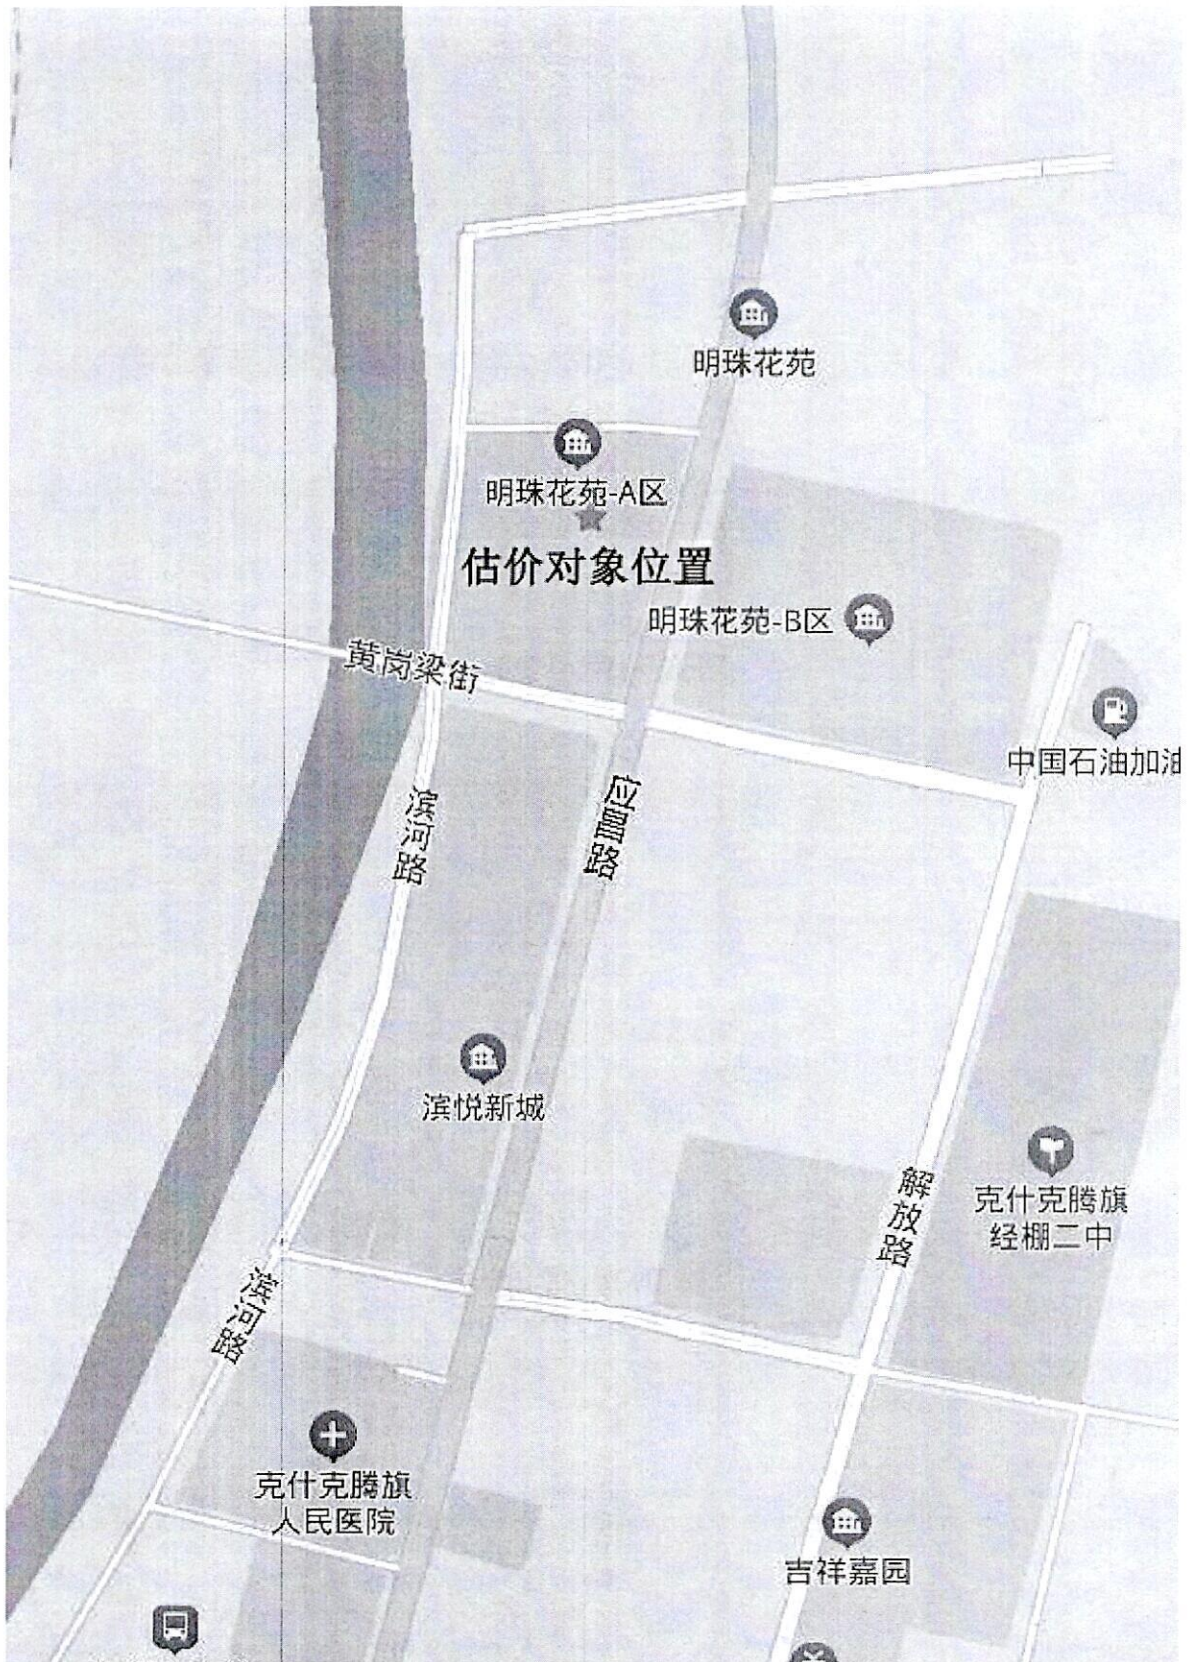 明珠花苑
明珠花苑-A区
估价对象位置
明珠花苑-B区
黄岗梁街
中国石油加油
应昌路
滨河路
滨悦新城
解放路
克什克腾旗
经棚二中
滨河路
克什克腾旗
人民医院
吉祥嘉园